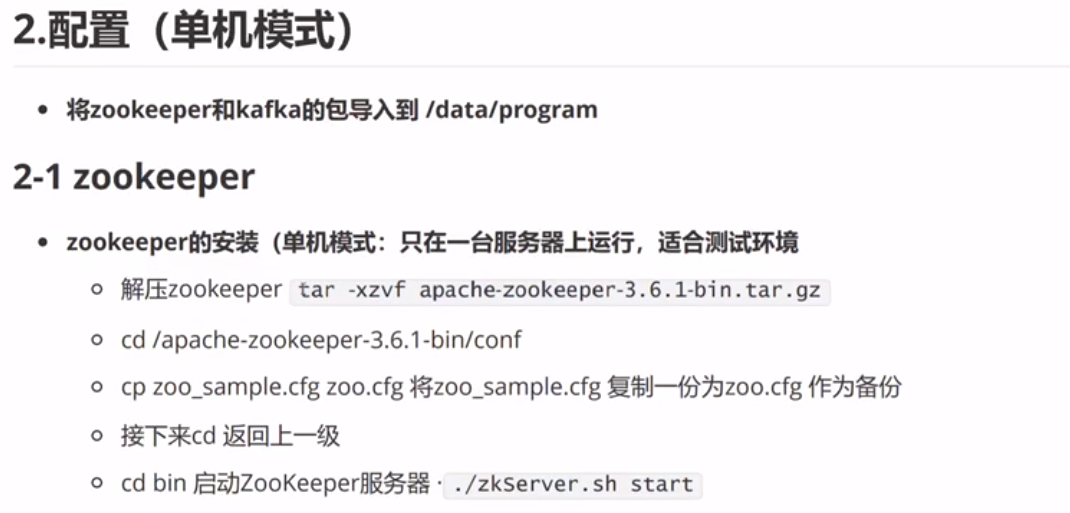 2.配置（单机模式）
将zookeeper和kafka的包导入到 /data/program
2-1 zookeeper
zookeeper的安装（单机模式：只在一台服务器上运行，适合测试环境
解压zookeeper tar -xzvf apache-zookeeper-3.6.1-bin.tar.gz
cd /apache-zookeeper-3.6.1-bin/conf
cp zoo_sample.cfg zoo.cfg 将zoo_sample.cfg 复制一份为zoo.cfg 作为备份
接下来cd 返回上一级
cd bin 启动ZooKeeper服务器 · ./zkServer.sh start